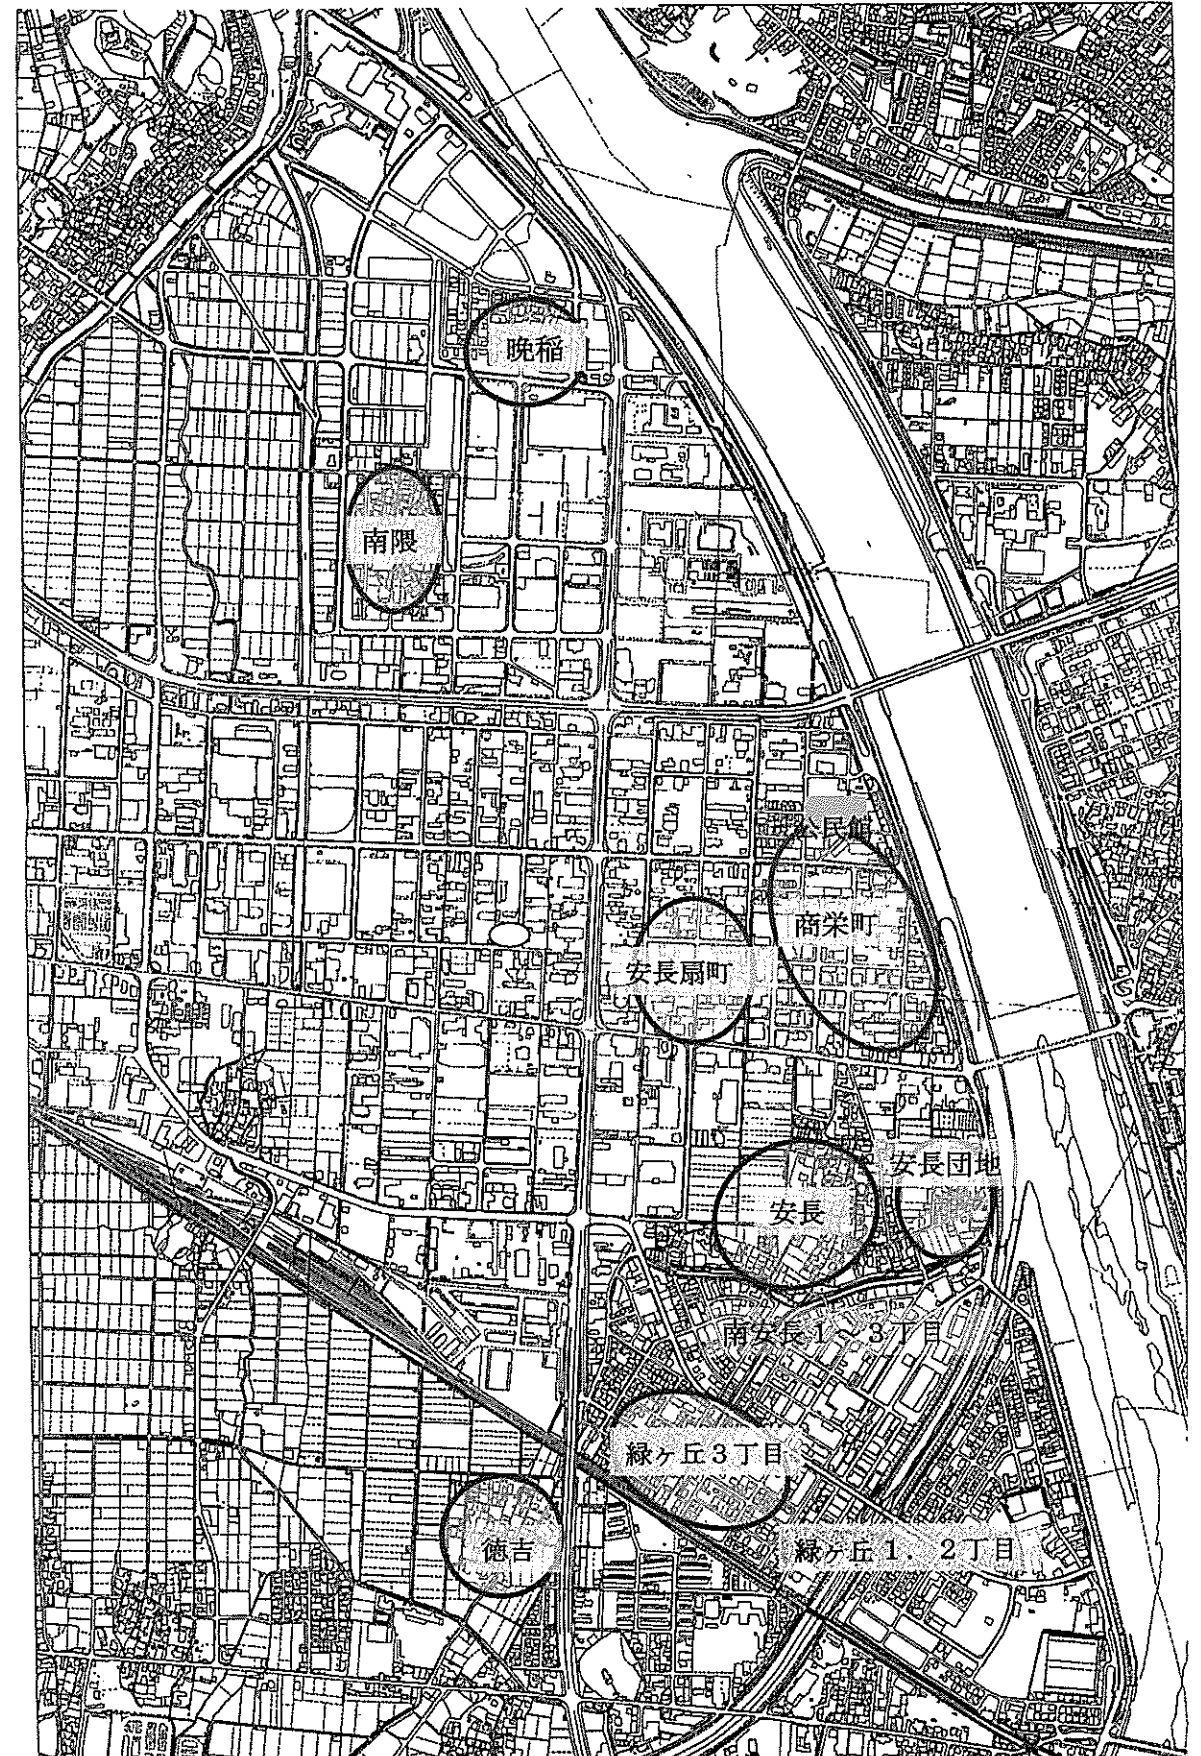 晩稲
南隈
公民館
商栄町
安長扇町
安長団地
安長
南安長1～3丁目
緑ヶ丘3丁目
徳吉
緑ヶ丘1．2丁目